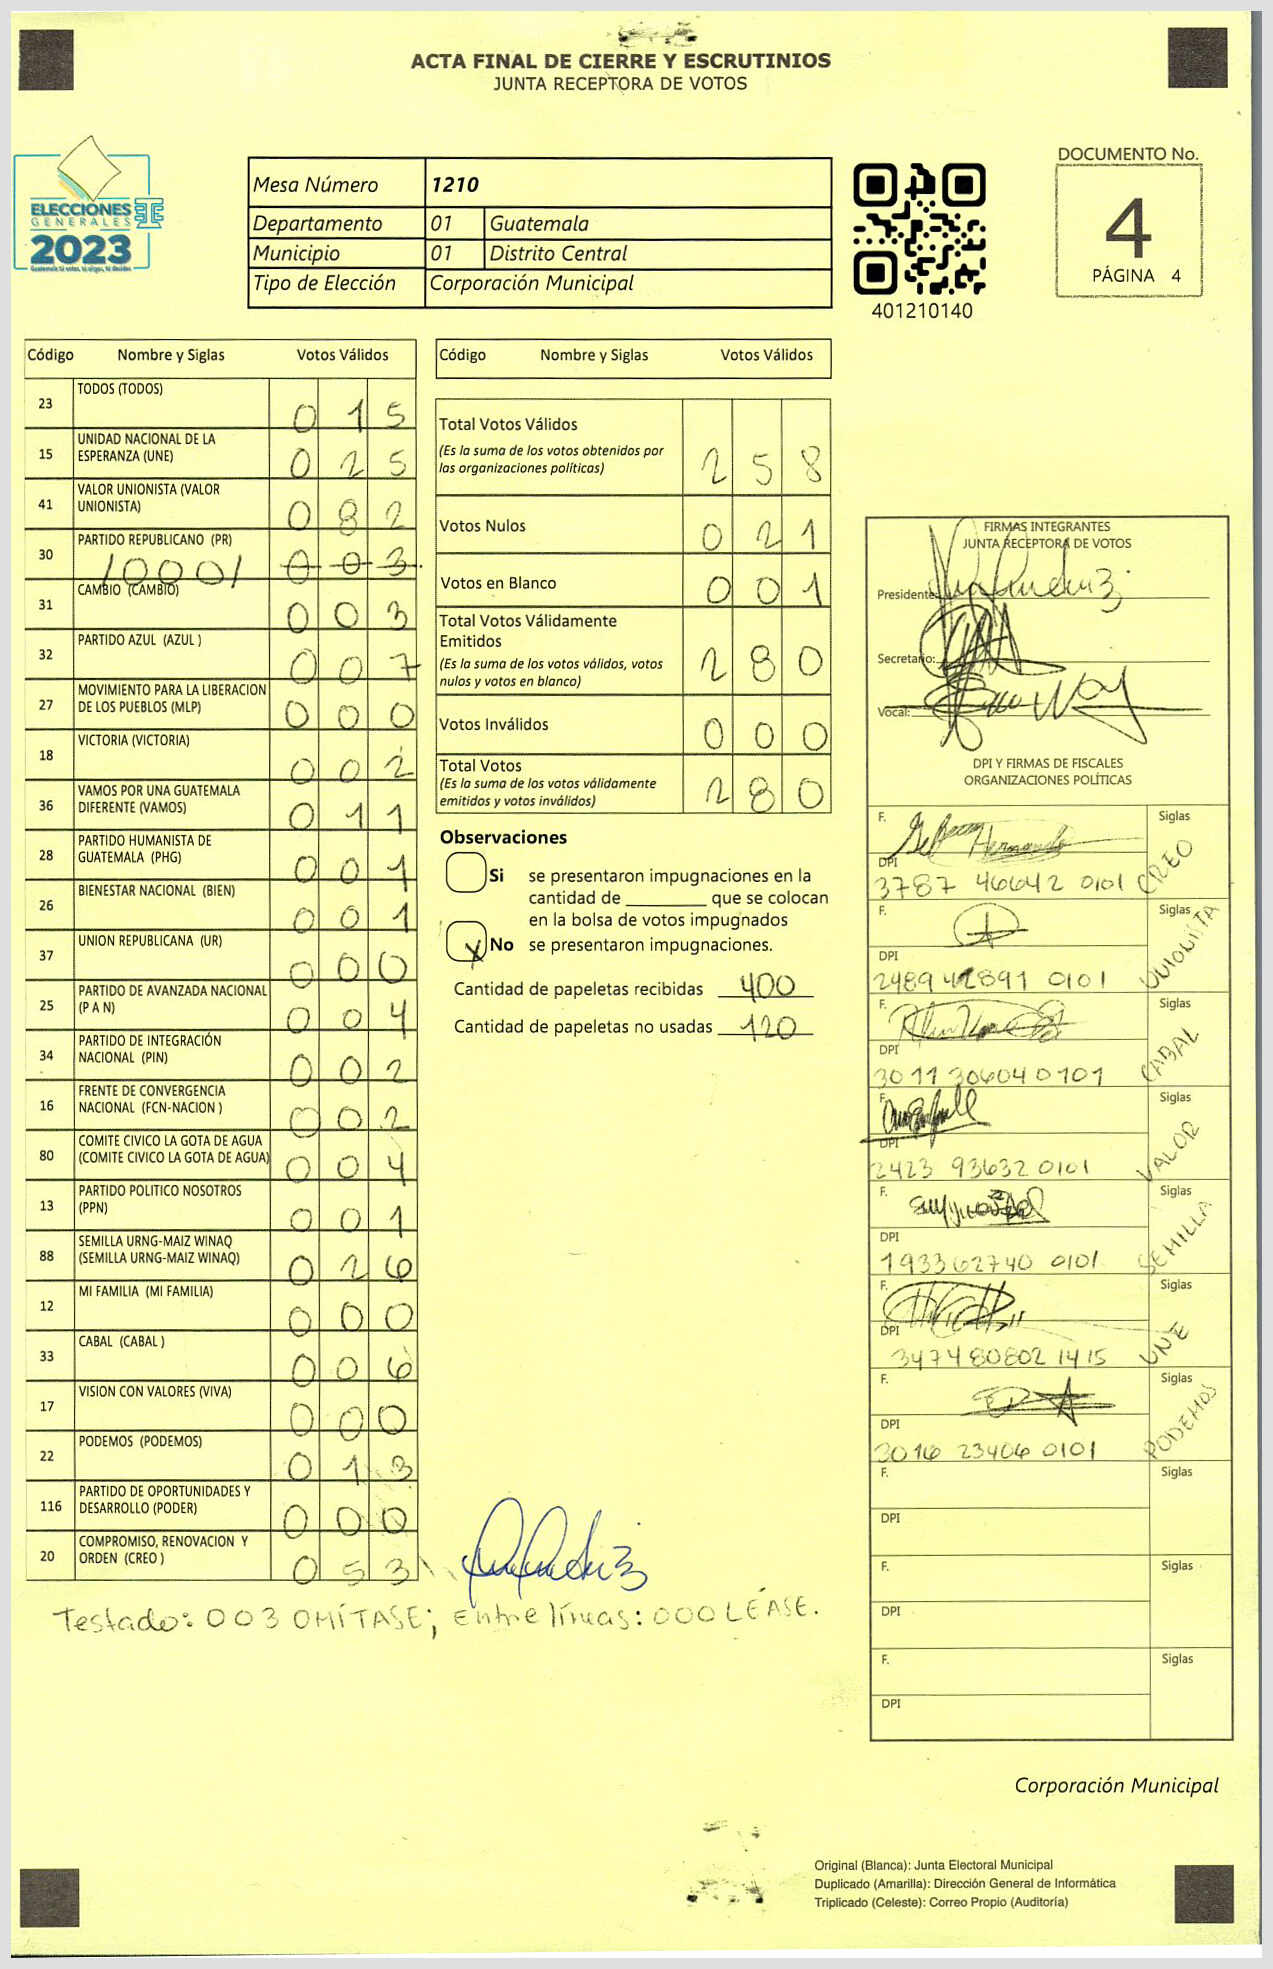 ACTA FINAL DE CIERRE Y ESCRUTINIOS
JUNTA RECEPTORA DE VOTOS
ELECCIONES
GENERALES
2023
Mesa Número 1210
Departamento 01 Guatemala
Municipio 01 Distrito Central
Tipo de Elección Corporación Municipal
401210140
DOCUMENTO No.
4
PÁGINA 4
Código Nombre y Siglas Votos Válidos
23 TODOS (TODOS) 0 1 5
15 UNIDAD NACIONAL DE LA
ESPERANZA (UNE) 0 2 5
41 VALOR UNIONISTA (VALOR
UNIONISTA) 0 8 2
30 PARTIDO REPUBLICANO (PR) /000/ 0 0 3
31 CAMBIO (CAMBIO) 0 0 3
32 PARTIDO AZUL (AZUL ) 0 0 7
27 MOVIMIENTO PARA LA LIBERACION
DE LOS PUEBLOS (MLP) 0 0 0
18 VICTORIA (VICTORIA) 0 0 2
36 VAMOS POR UNA GUATEMALA
DIFERENTE (VAMOS) 0 1 1
28 PARTIDO HUMANISTA DE
GUATEMALA (PHG) 0 0 1
26 BIENESTAR NACIONAL (BIEN) 0 0 1
37 UNION REPUBLICANA (UR) 0 0 0
25 PARTIDO DE AVANZADA NACIONAL
(P A N) 0 0 4
34 PARTIDO DE INTEGRACIÓN
NACIONAL (PIN) 0 0 2
16 FRENTE DE CONVERGENCIA
NACIONAL (FCN-NACION ) 0 0 2
80 COMITE CIVICO LA GOTA DE AGUA
(COMITE CIVICO LA GOTA DE AGUA) 0 0 4
13 PARTIDO POLITICO NOSOTROS
(PPN) 0 0 1
88 SEMILLA URNG-MAIZ WINAQ
(SEMILLA URNG-MAIZ WINAQ) 0 2 6
12 MI FAMILIA (MI FAMILIA) 0 0 0
33 CABAL (CABAL ) 0 0 6
17 VISION CON VALORES (VIVA) 0 0 0
22 PODEMOS (PODEMOS) 0 1 3
116 PARTIDO DE OPORTUNIDADES Y
DESARROLLO (PODER) 0 0 0
20 COMPROMISO, RENOVACION Y
ORDEN (CREO ) 0 5 3
Testado: 003 OMÍTASE; Entre líneas: 000 LÉASE.
Código Nombre y Siglas Votos Válidos
Total Votos Válidos
(Es la suma de los votos obtenidos por
las organizaciones políticas) 2 5 8
Votos Nulos 0 2 1
Votos en Blanco 0 0 1
Total Votos Válidamente
Emitidos
(Es la suma de los votos válidos, votos
nulos y votos en blanco) 2 8 0
Votos Inválidos 0 0 0
Total Votos
(Es la suma de los votos válidamente
emitidos y votos inválidos) 2 8 0
Observaciones
Si se presentaron impugnaciones en la
cantidad de ________ que se colocan
en la bolsa de votos impugnados
X No se presentaron impugnaciones.
Cantidad de papeletas recibidas 400
Cantidad de papeletas no usadas 120
FIRMAS INTEGRANTES
JUNTA RECEPTORA DE VOTOS
Presidente:
Secretario:
Vocal:
DPI Y FIRMAS DE FISCALES
ORGANIZACIONES POLÍTICAS
F. Siglas
DPI CREO
3787 46642 0101
F. Siglas
DPI UNIONISTA
0101
F. Siglas
DPI CABAL
3011 30604 0101
F. Siglas
DPI VALOR
2423 93632 0101
F. Siglas
DPI SEMILLA
1933 62740 0101
F. Siglas
DPI UNE
3474 80802 1415
F. Siglas
DPI PODEMOS
3016 23406 0101
F. Siglas
DPI
F. Siglas
DPI
F. Siglas
DPI
Corporación Municipal
Original (Blanca): Junta Electoral Municipal
Duplicado (Amarilla): Dirección General de Informática
Triplicado (Celeste): Correo Propio (Auditoría)